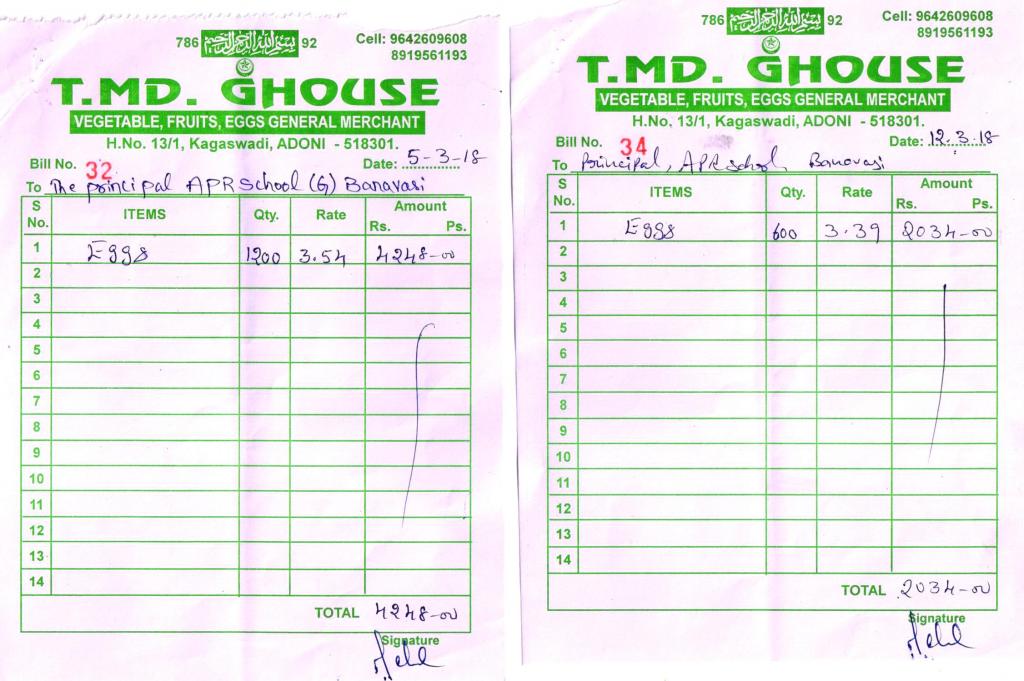 786 بسم الله الرحمن الرحيم 92
Cell: 9642609608
8919561193
T.MD. GHOUSE
VEGETABLE, FRUITS, EGGS GENERAL MERCHANT
H.No. 13/1, Kagaswadi, ADONI - 518301.
Bill No. 32 Date: 5-3-18
To The principal APR School (G) Banavasi
S No. ITEMS Qty. Rate Amount Rs. Ps.
1 Eggs 1200 3.54 4248-00
2
3
4
5
6
7
8
9
10
11
12
13
14
TOTAL 4248-00
Signature
786 بسم الله الرحمن الرحيم 92
Cell: 9642609608
8919561193
T.MD. GHOUSE
VEGETABLE, FRUITS, EGGS GENERAL MERCHANT
H.No. 13/1, Kagaswadi, ADONI - 518301.
Bill No. 34 Date: 12.3.18
To principal, APR school, Banavasi
S No. ITEMS Qty. Rate Amount Rs. Ps.
1 Eggs 600 3.39 2034-00
2
3
4
5
6
7
8
9
10
11
12
13
14
TOTAL 2034-00
Signature